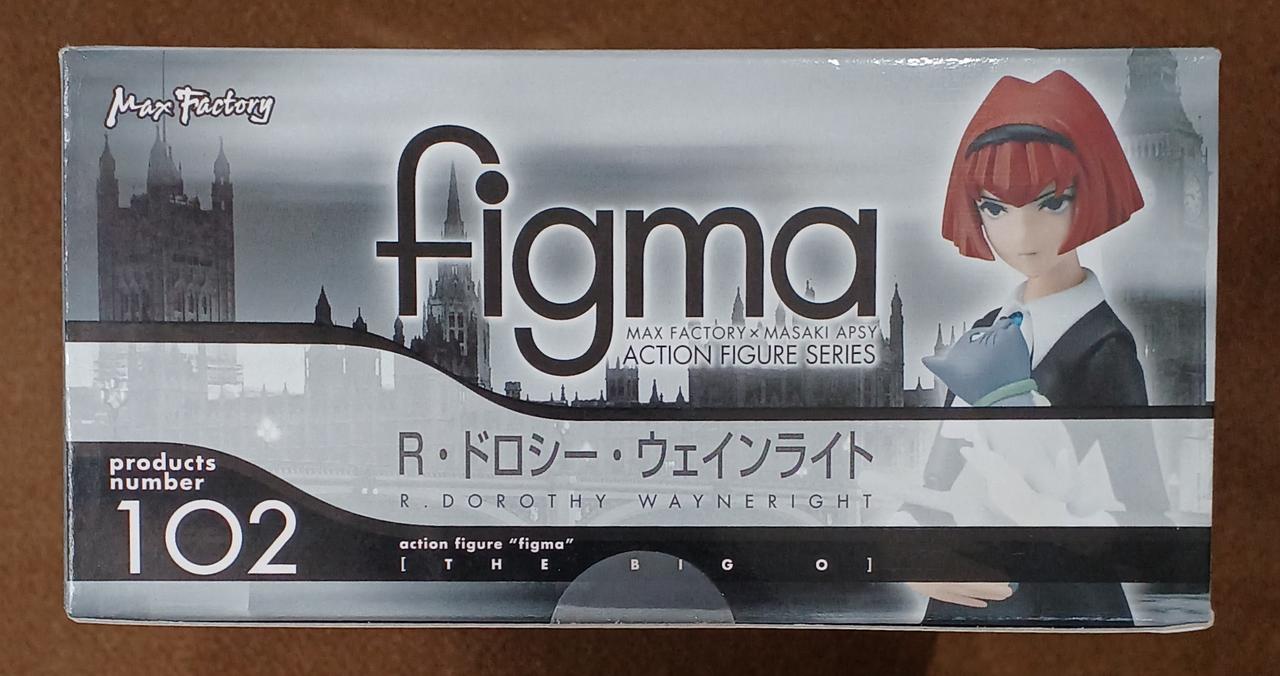 Max Factory
figma
MAX FACTORY×MASAKI APSY
ACTION FIGURE SERIES
R・ドロシー・ウェインライト
R.DOROTHY WAYNERIGHT
products
number
102
action figure “figma”
[THE BIG O]